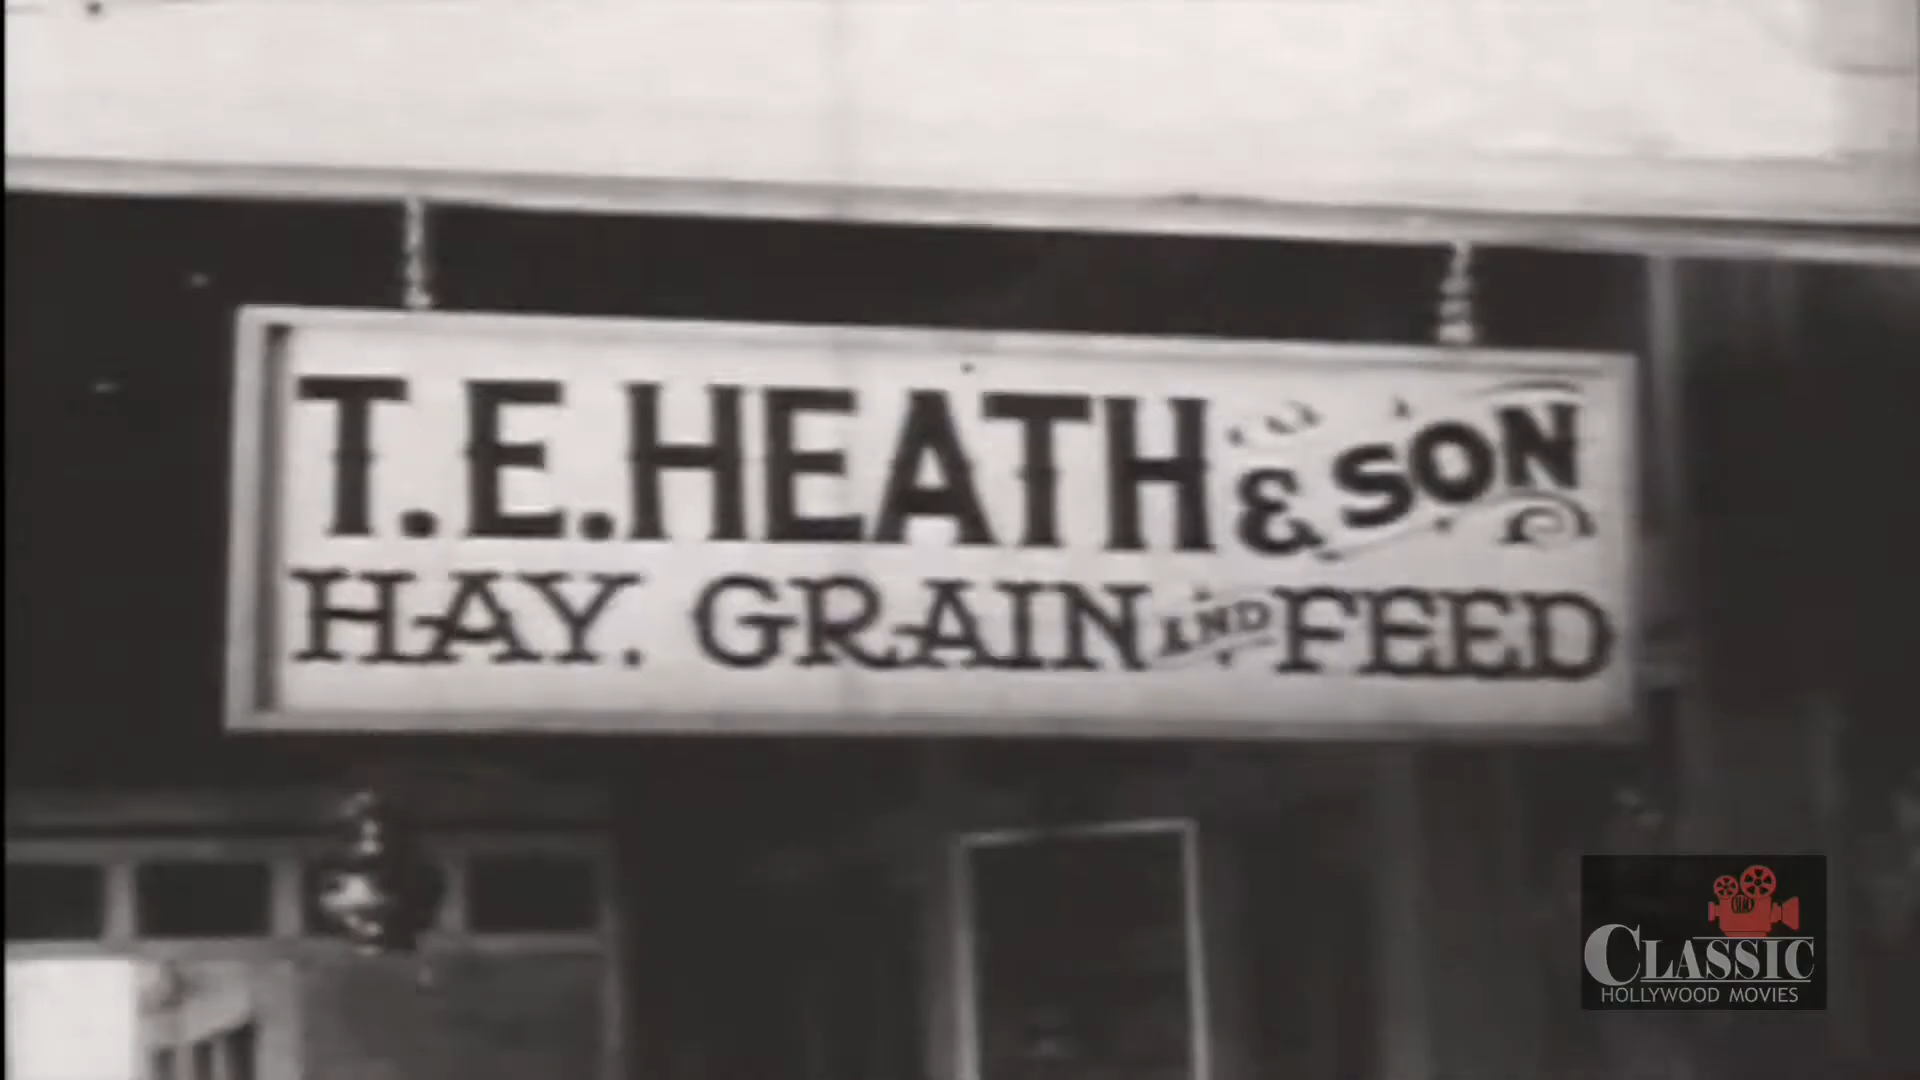 T.E.HEATH & SON
HAY. GRAIN AND FEED
CLASSIC
HOLLYWOOD MOVIES